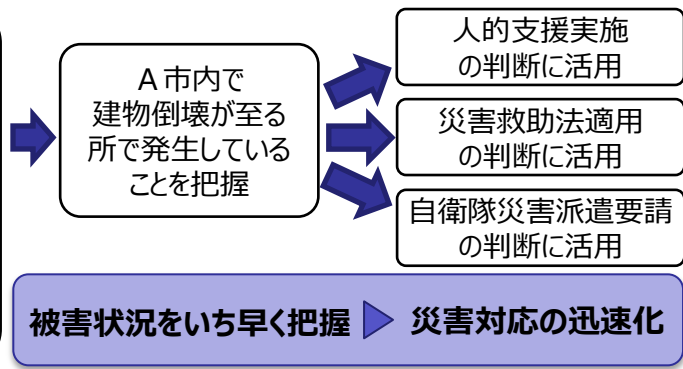 A市内で
建物倒壊が至る
所で発生している
ことを把握
人的支援実施
の判断に活用
災害救助法適用
の判断に活用
自衛隊災害派遣要請
の判断に活用
被害状況をいち早く把握 ▶ 災害対応の迅速化